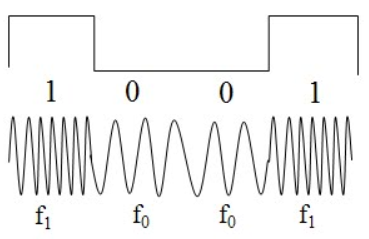 1 0 0 1
f₁ f₀ f₀ f₁